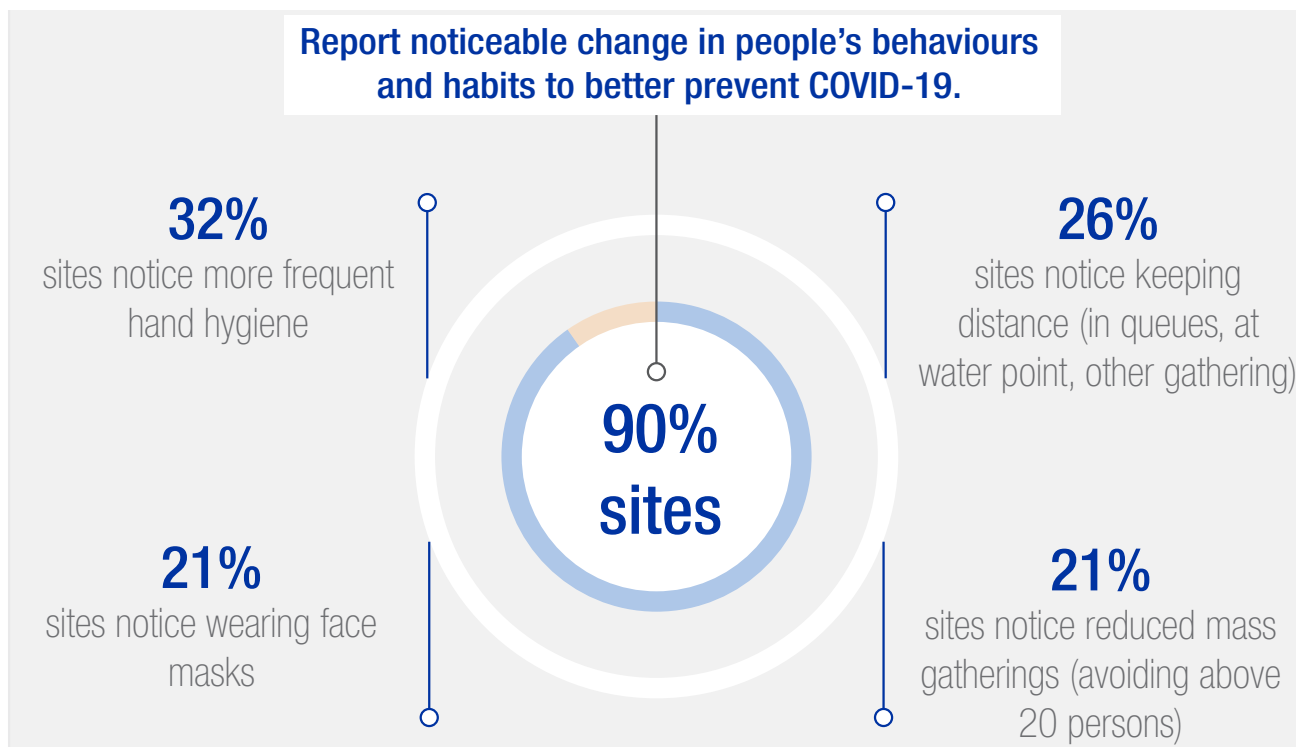 Report noticeable change in people’s behaviours
and habits to better prevent COVID-19.
32%
sites notice more frequent
hand hygiene
26%
sites notice keeping
distance (in queues, at
water point, other gathering)
90%
sites
21%
sites notice wearing face
masks
21%
sites notice reduced mass
gatherings (avoiding above
20 persons)